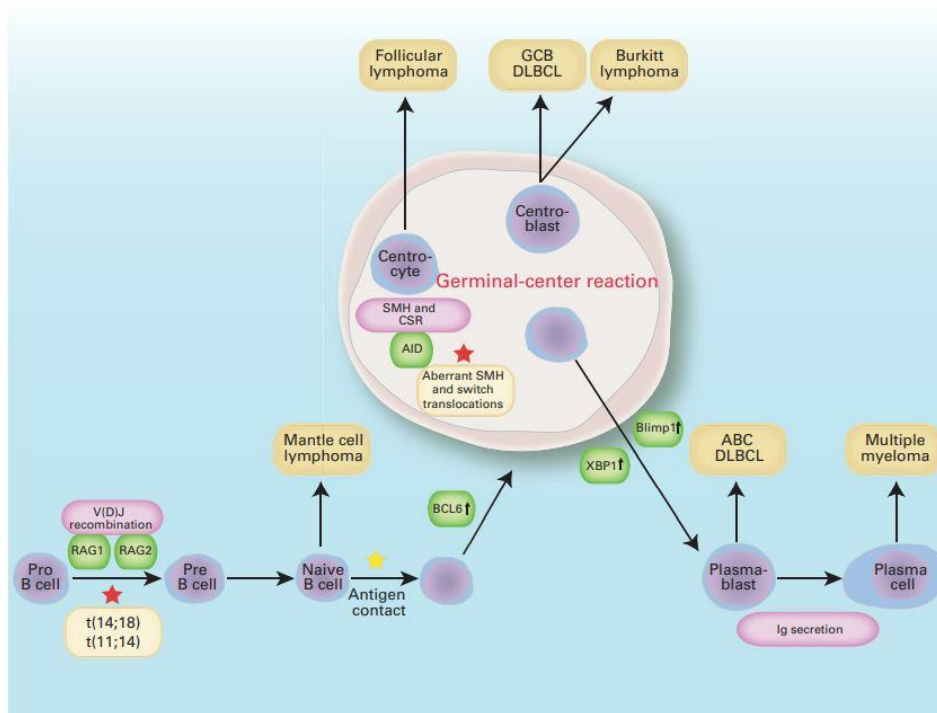 Follicular
lymphoma
GCB
DLBCL
Burkitt
lymphoma
Centro-
blast
Centro-
cyte
Germinal-center reaction
SMH and
CSR
AID
Aberrant SMH
and switch
translocations
Mantle cell
lymphoma
Blimp1↑
XBP1↑
ABC
DLBCL
Multiple
myeloma
BCL6↑
V(D)J
recombination
RAG1
RAG2
Pro
B cell
Pre
B cell
Naive
B cell
Antigen
contact
Plasma-
blast
Plasma
cell
t(14;18)
t(11;14)
Ig secretion